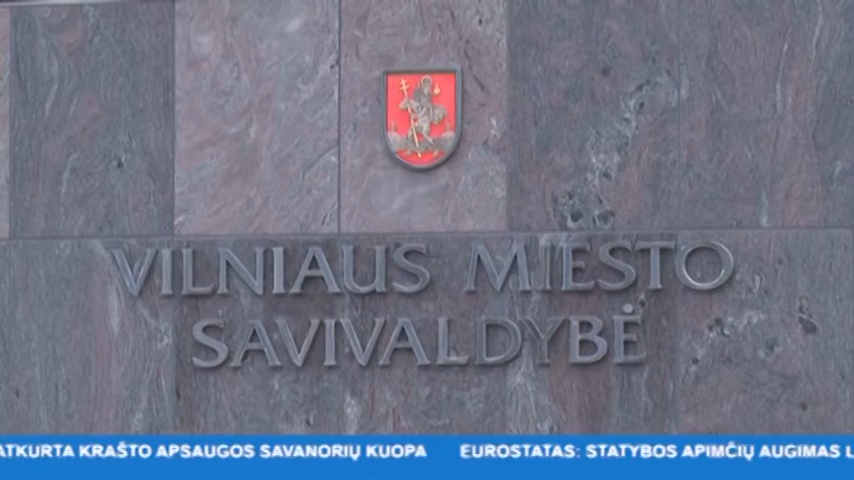 VILNIAUS MIESTO
SAVIVALDYBĖ
ATKURTA KRAŠTO APSAUGOS SAVANORIŲ KUOPA EUROSTATAS: STATYBOS APIMČIŲ AUGIMAS